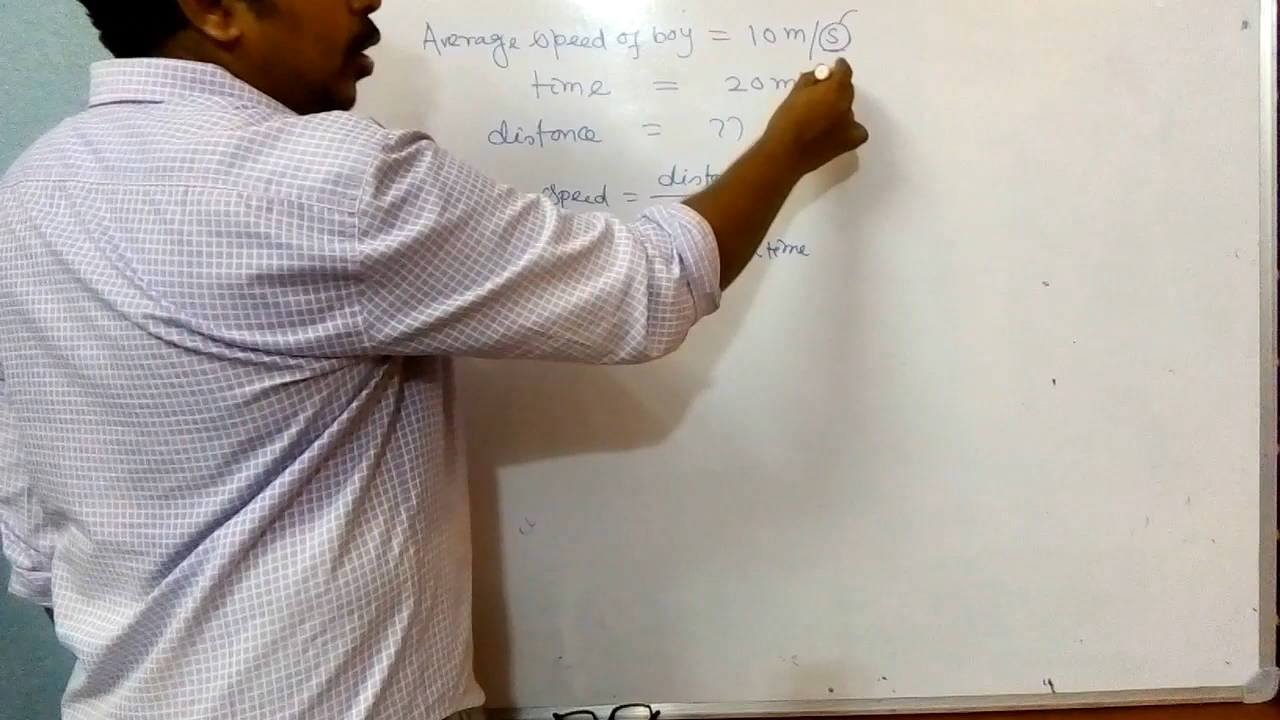 Average speed of boy = 10 m/s
time = 20 m
distance = ??
speed =
time